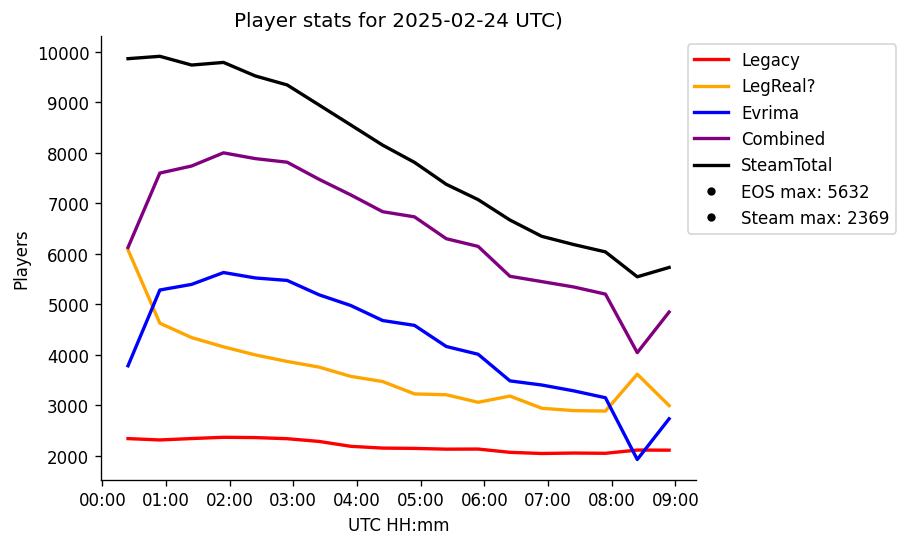 Player stats for 2025-02-24 UTC)
Players
10000
9000
8000
7000
6000
5000
4000
3000
2000
00:00 01:00 02:00 03:00 04:00 05:00 06:00 07:00 08:00 09:00
UTC HH:mm
Legacy
LegReal?
Evrima
Combined
SteamTotal
EOS max: 5632
Steam max: 2369